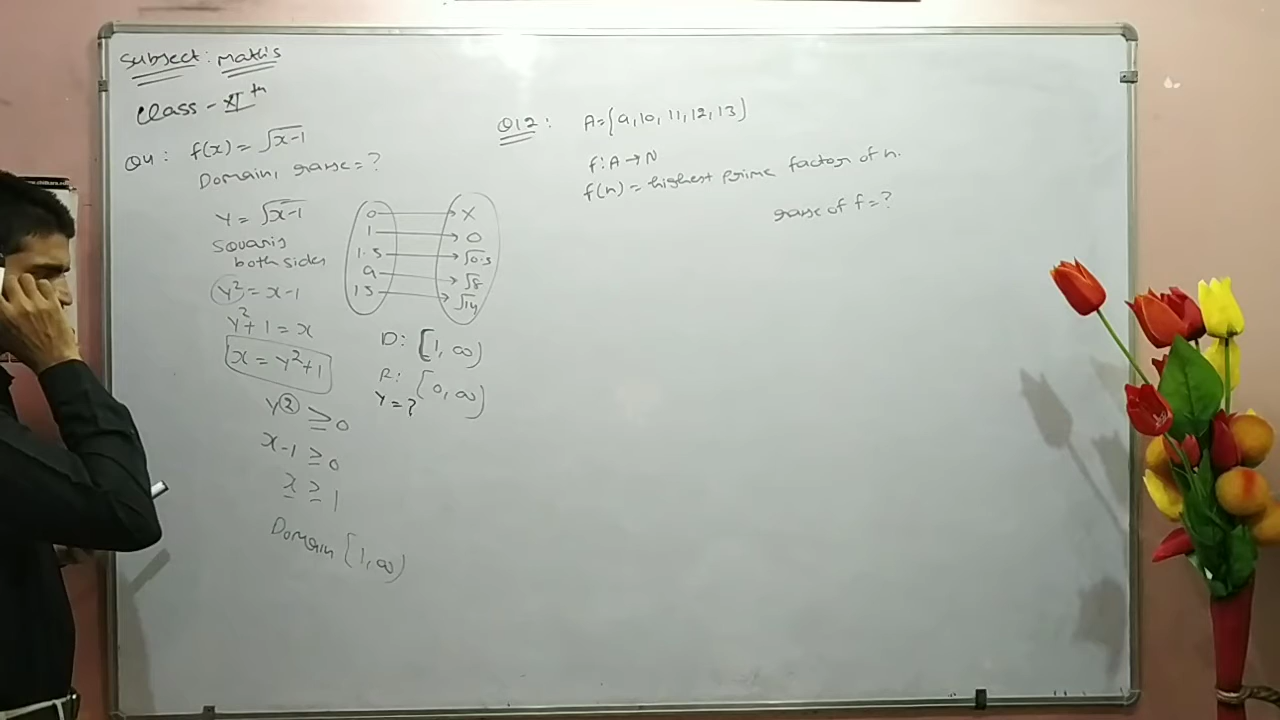 Subject: maths
Class - XIth
Q4: f(x) = √x-1
Domain, range = ?
y = √x-1
Squaring
both sides
y² = x-1
y²+1 = x
x = y²+1
y² ≥ 0
x-1 ≥ 0
x ≥ 1
Domain [1, ∞)
0 → X
1 → 0
1.5 → √0.5
9 → √8
15 → √14
D: [1, ∞)
R: [0, ∞)
y = ?
Q12: A={9,10,11,12,13}
f: A → N
f(n) = highest prime factor of n.
range of f = ?